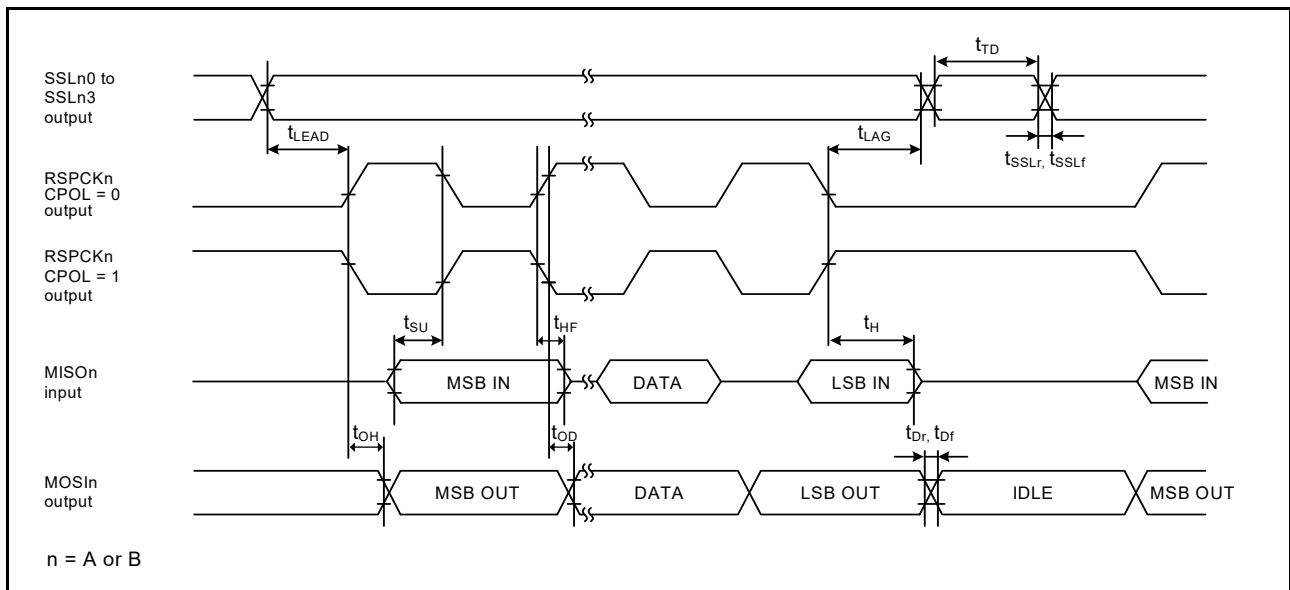 tTD
SSLn0 to
SSLn3
output
tLEAD
tLAG
tSSLr, tSSLf
RSPCKn
CPOL = 0
output
RSPCKn
CPOL = 1
output
tSU
tHF
tH
MISOn
input
MSB IN
DATA
LSB IN
MSB IN
tOH
tOD
tDr, tDf
MOSIn
output
MSB OUT
DATA
LSB OUT
IDLE
MSB OUT
n = A or B